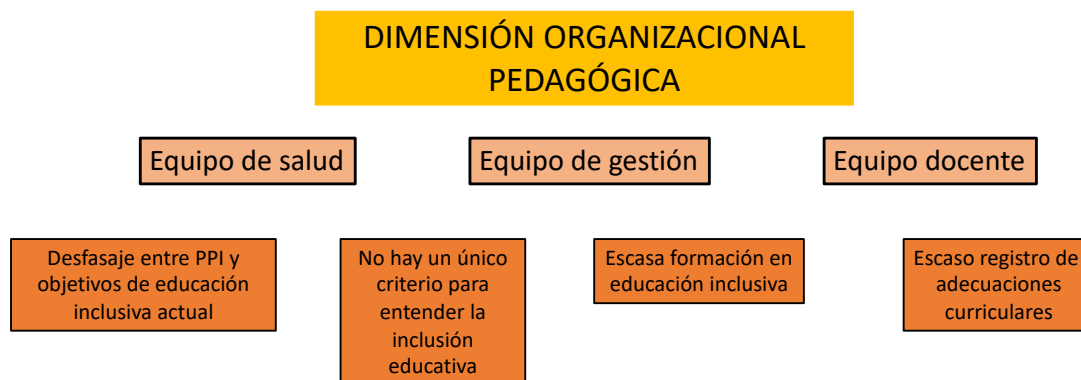 DIMENSIÓN ORGANIZACIONAL
PEDAGÓGICA
Equipo de salud
Equipo de gestión
Equipo docente
Desfasaje entre PPI y
objetivos de educación
inclusiva actual
No hay un único
criterio para
entender la
inclusión
educativa
Escasa formación en
educación inclusiva
Escaso registro de
adecuaciones
curriculares